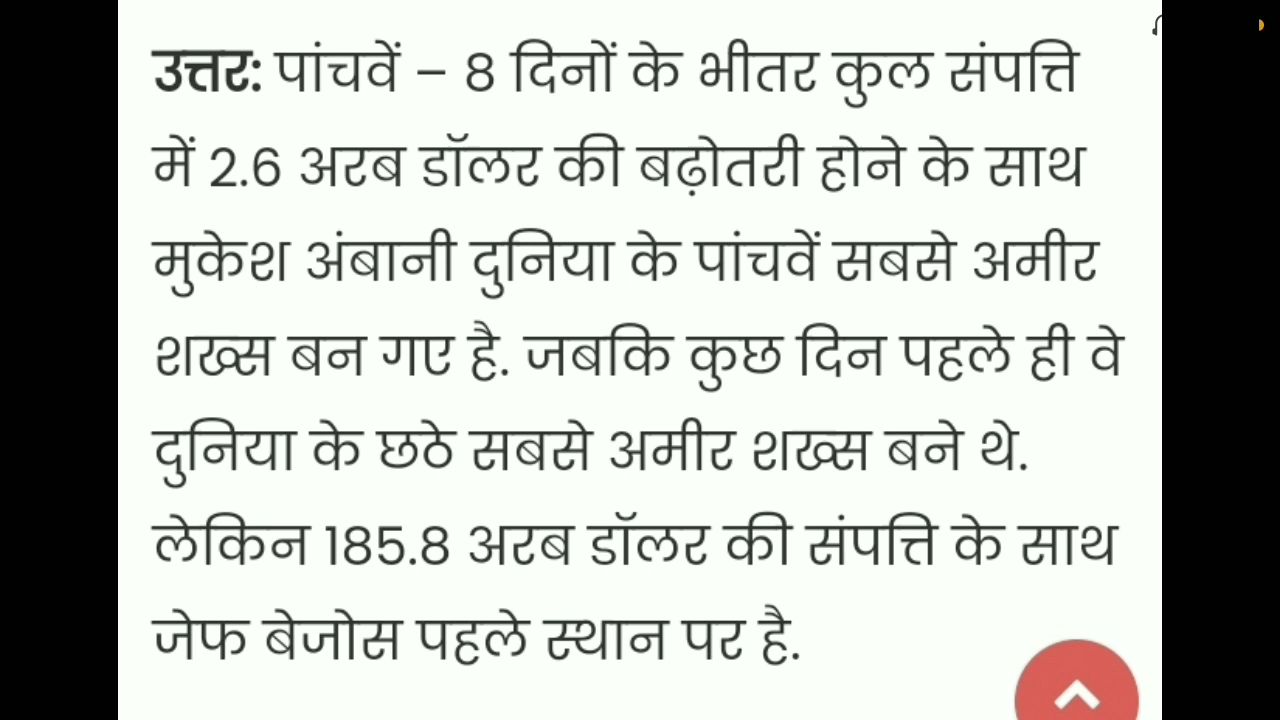 उत्तर: पांचवें – 8 दिनों के भीतर कुल संपत्ति
में 2.6 अरब डॉलर की बढ़ोतरी होने के साथ
मुकेश अंबानी दुनिया के पांचवें सबसे अमीर
शख्स बन गए है. जबकि कुछ दिन पहले ही वे
दुनिया के छठे सबसे अमीर शख्स बने थे.
लेकिन 185.8 अरब डॉलर की संपत्ति के साथ
जेफ बेजोस पहले स्थान पर है.